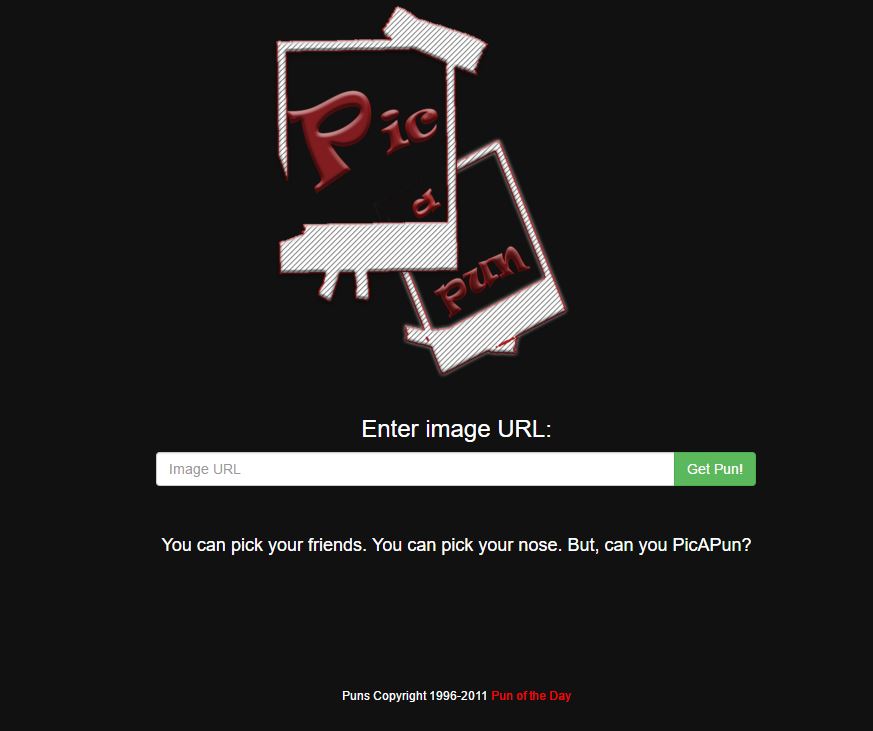 Pic
a
pun
Enter image URL:
Image URL
Get Pun!
You can pick your friends. You can pick your nose. But, can you PicAPun?
Puns Copyright 1996-2011 Pun of the Day